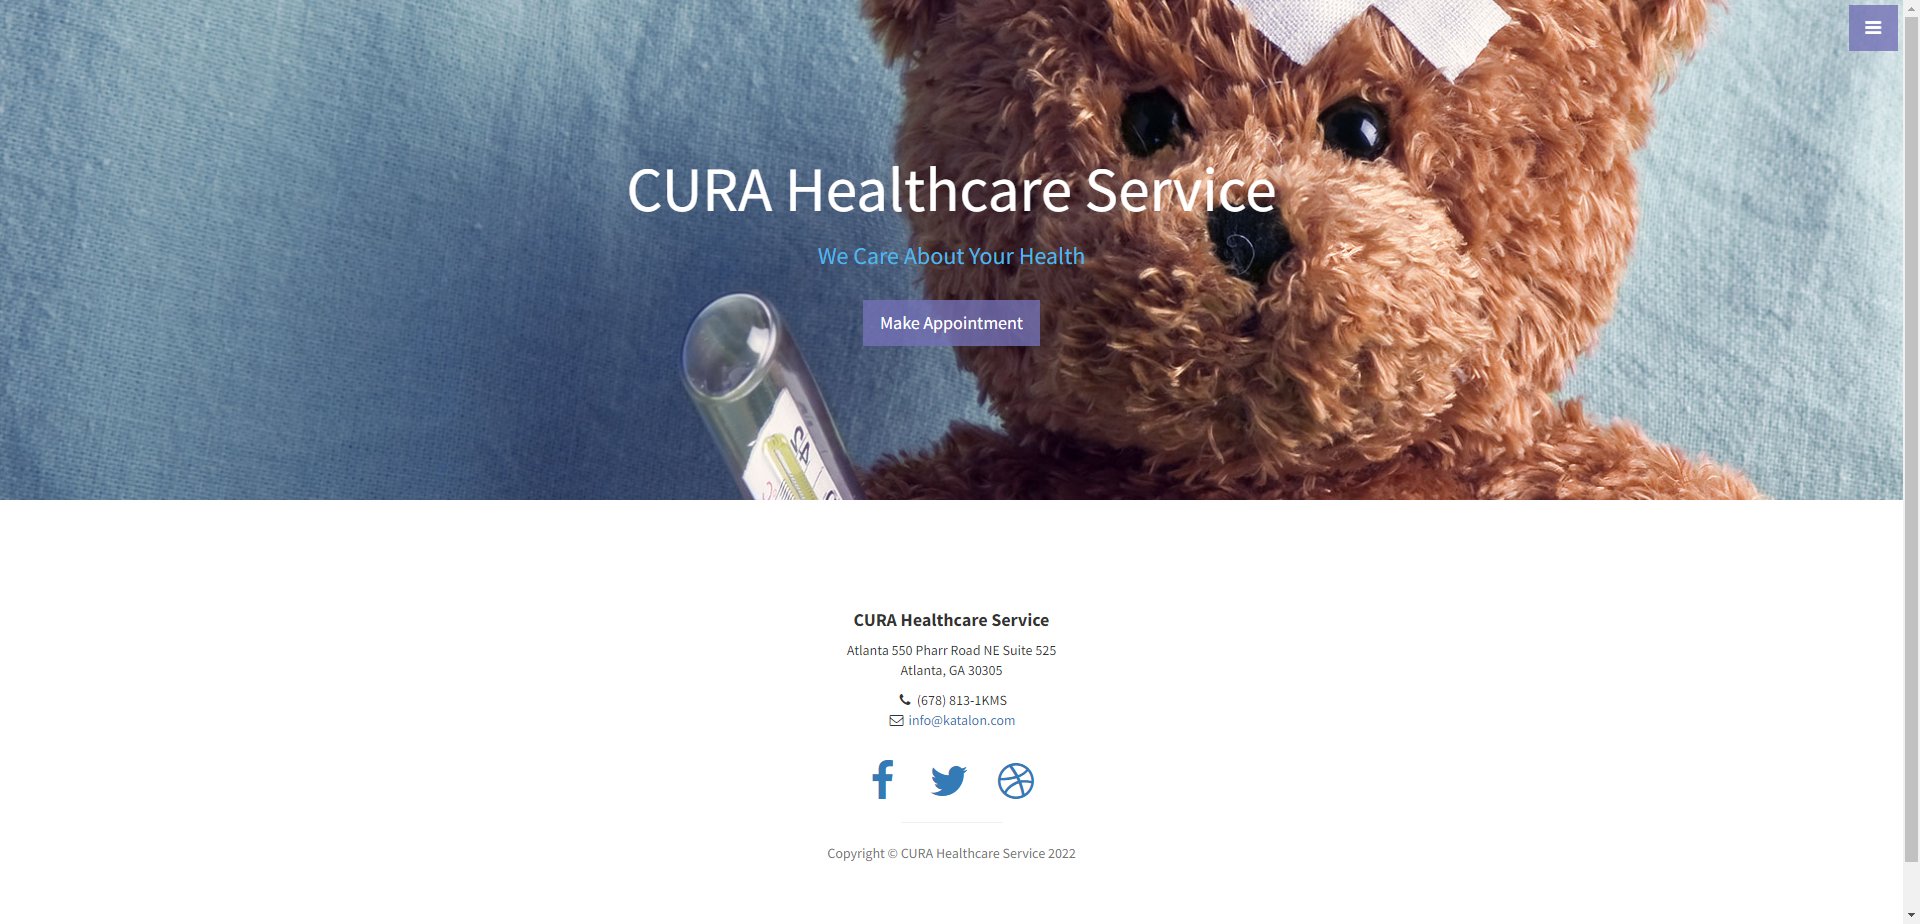 CURA Healthcare Service
We Care About Your Health
Make Appointment
42
CURA Healthcare Service
Atlanta 550 Pharr Road NE Suite 525
Atlanta, GA 30305
(678) 813-1KMS
info@katalon.com
Copyright © CURA Healthcare Service 2022